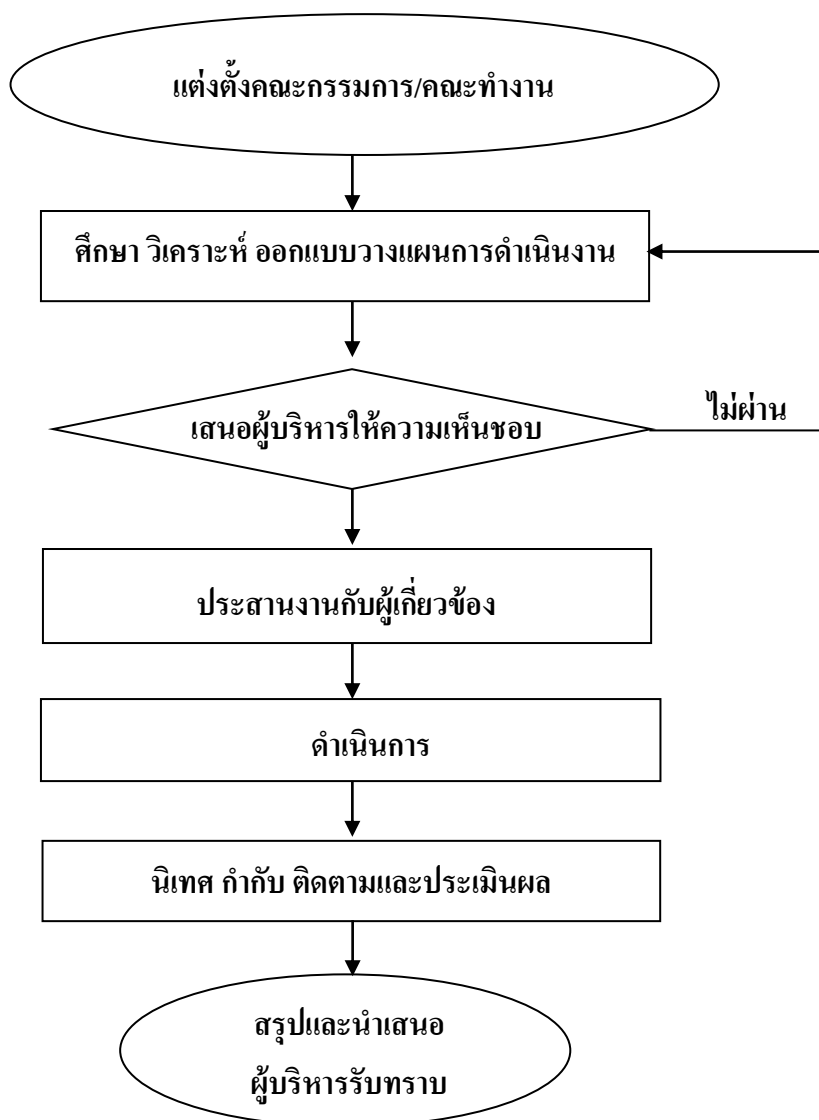 แต่งตั้งคณะกรรมการ/คณะทำงาน
ศึกษา วิเคราะห์ ออกแบบวางแผนการดำเนินงาน
เสนอผู้บริหารให้ความเห็นชอบ
ไม่ผ่าน
ประสานงานกับผู้เกี่ยวข้อง
ดำเนินการ
นิเทศ กำกับ ติดตามและประเมินผล
สรุปและนำเสนอ
ผู้บริหารรับทราบ